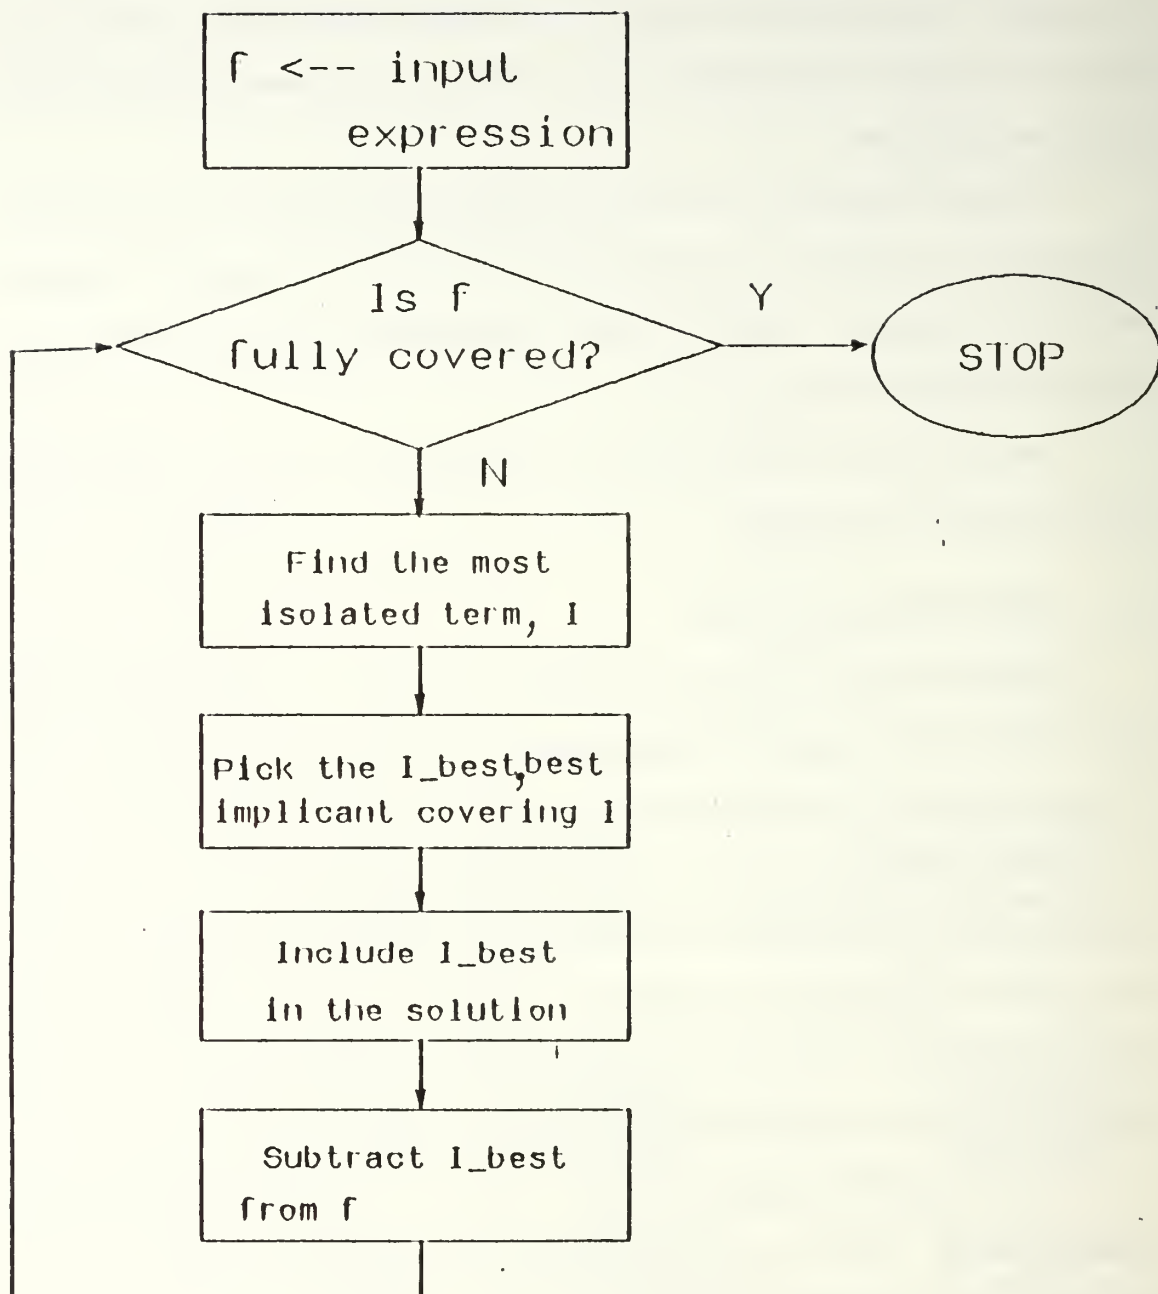 f <-- input
expression
Is f
fully covered?
Y
STOP
N
Find the most
isolated term, I
Pick the I_best,best
implicant covering I
Include I_best
in the solution
Subtract I_best
from f